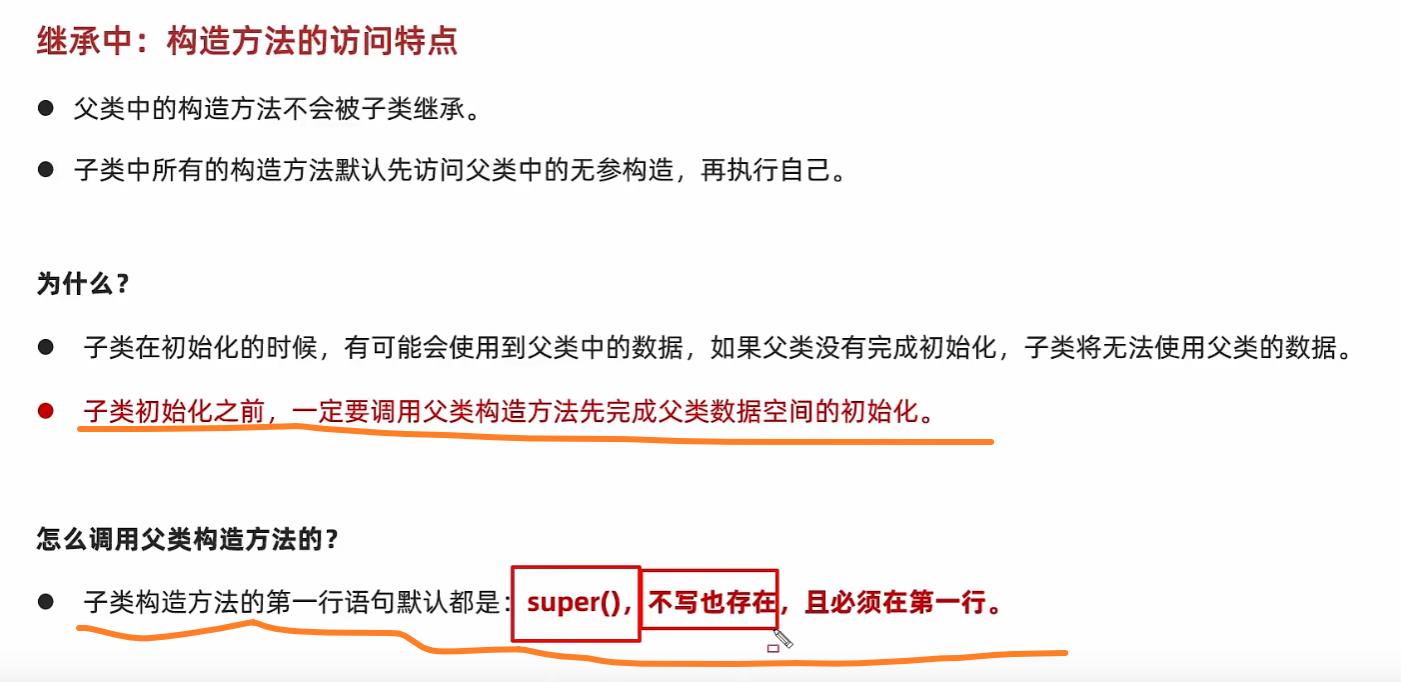 继承中：构造方法的访问特点
● 父类中的构造方法不会被子类继承。
● 子类中所有的构造方法默认先访问父类中的无参构造，再执行自己。
为什么？
● 子类在初始化的时候，有可能会使用到父类中的数据，如果父类没有完成初始化，子类将无法使用父类的数据。
● 子类初始化之前，一定要调用父类构造方法先完成父类数据空间的初始化。
怎么调用父类构造方法的？
● 子类构造方法的第一行语句默认都是：super()，不写也存在，且必须在第一行。